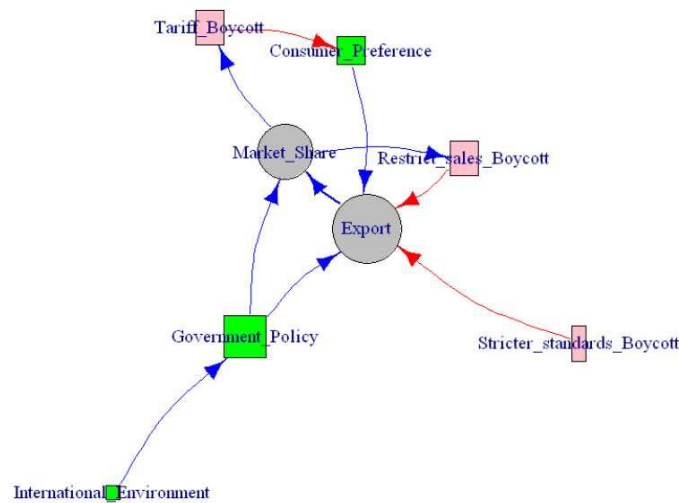 Tariff_Boycott
Consumer_Preference
Market_Share
Restrict_sales_Boycott
Export
Government_Policy
Stricter_standards_Boycott
International_Environment